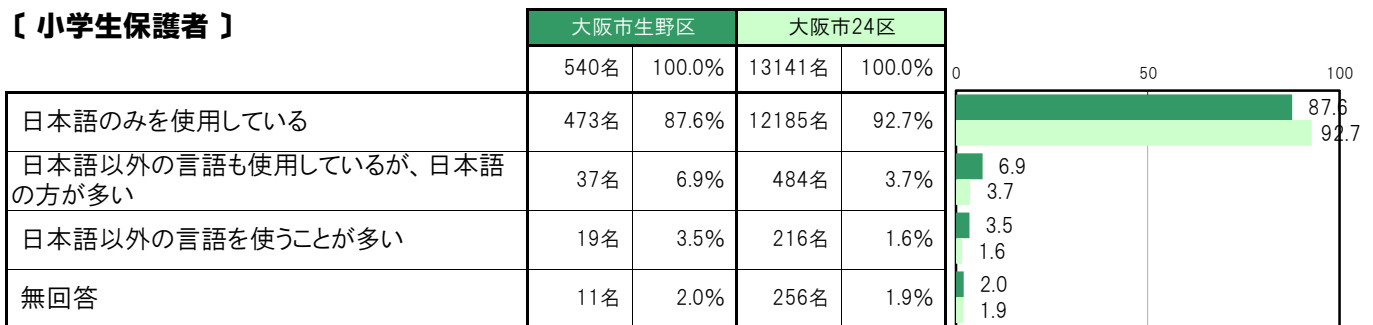 〔 小学生保護者 〕
大阪市生野区 大阪市24区
540名 100.0% 13141名 100.0%
0 50 100
日本語のみを使用している 473名 87.6% 12185名 92.7%
87.6
92.7
日本語以外の言語も使用しているが、日本語
の方が多い 37名 6.9% 484名 3.7%
6.9
3.7
日本語以外の言語を使うことが多い 19名 3.5% 216名 1.6%
3.5
1.6
無回答 11名 2.0% 256名 1.9%
2.0
1.9